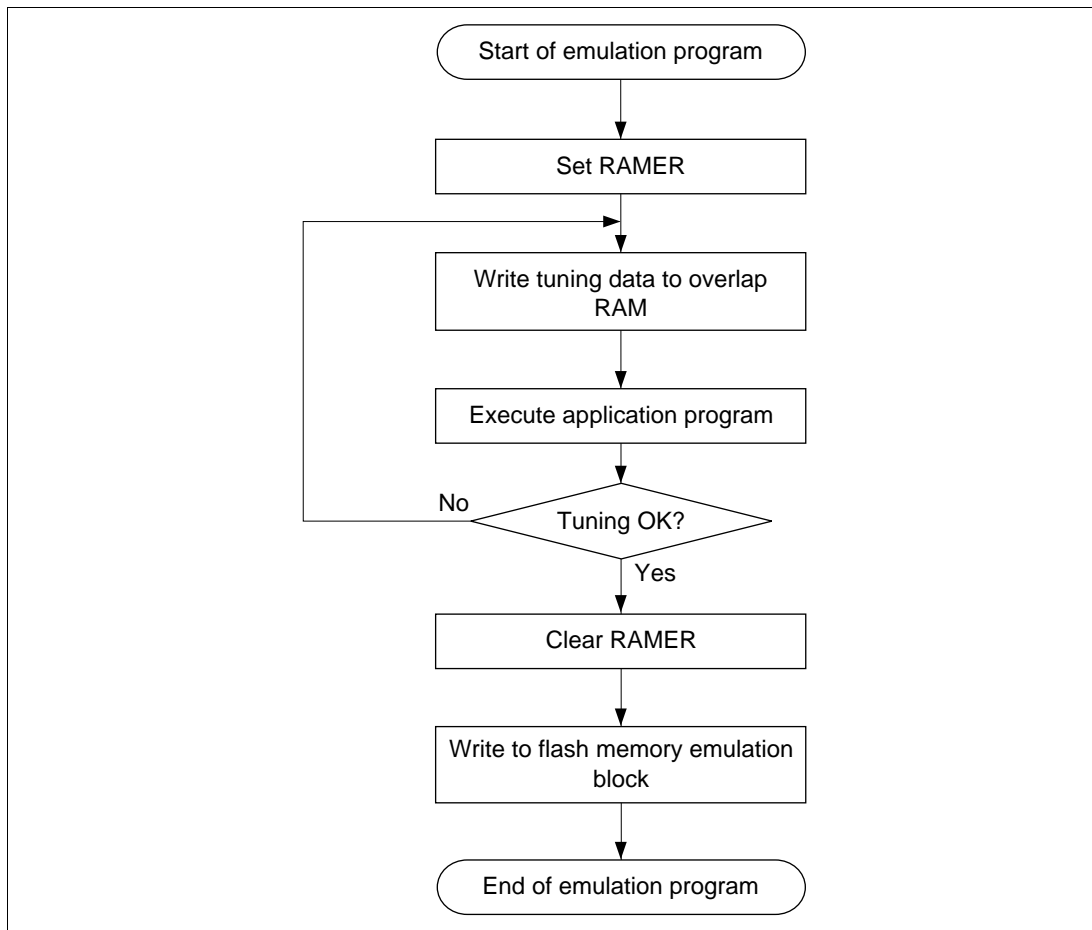 Start of emulation program
Set RAMER
Write tuning data to overlap
RAM
Execute application program
No
Tuning OK?
Yes
Clear RAMER
Write to flash memory emulation
block
End of emulation program